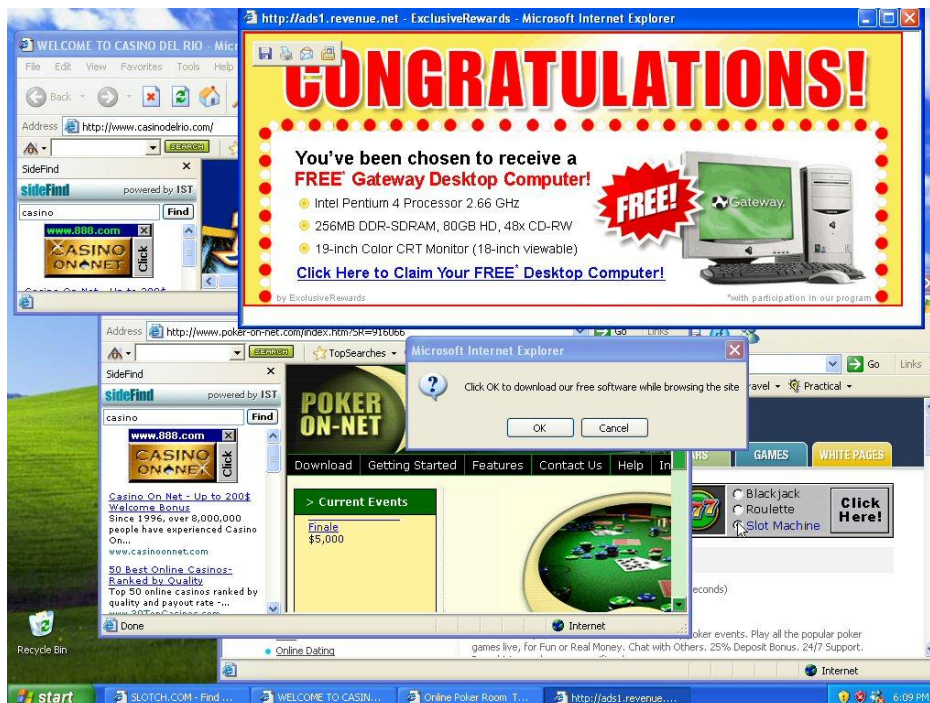 http://ads1.revenue.net - ExclusiveRewards - Microsoft Internet Explorer
CONGRATULATIONS!
You've been chosen to receive a
FREE* Gateway Desktop Computer!
Intel Pentium 4 Processor 2.66 GHz
256MB DDR-SDRAM, 80GB HD, 48x CD-RW
19-inch Color CRT Monitor (18-inch viewable)
Click Here to Claim Your FREE* Desktop Computer!
by ExclusiveRewards
*with participation in our program
FREE!
Gateway.
WELCOME TO CASINO DEL RIO - Micr
File Edit View Favorites Tools Help
Back
Address http://www.casinodelrio.com/
SEARCH
SideFind
sideFind powered by IST
casino Find
www.888.com
CASINO
ON NET
Click
Casino On Net - Up to 200$
Address http://www.poker-on-net.com/index.htm?SR=916066
Go Links
SEARCH TopSearches
SideFind
sideFind powered by IST
casino Find
www.888.com
CASINO
ON NET
Click
Casino On Net - Up to 200$
Welcome Bonus
Since 1996, over 8,000,000
people have experienced Casino
On...
www.casinoonnet.com
50 Best Online Casinos-
Ranked by Quality
Top 50 online casinos ranked by
quality and payout rate -...
POKER
ON-NET
Download Getting Started Features Contact Us Help In
> Current Events
Finale
$5,000
Done
Internet
Microsoft Internet Explorer
Click OK to download our free software while browsing the site
OK Cancel
Go Links
Practical
GAMES WHITE PAGES
Blackjack
Roulette
Slot Machine
Click
Here!
econds)
oker events. Play all the popular poker
games live, for Fun or Real Money. Chat with Others. 25% Deposit Bonus. 24/7 Support.
Online Dating
Internet
Recycle Bin
start
SLOTCH.COM - Find ...
WELCOME TO CASIN...
Online Poker Room T...
http://ads1.revenue....
6:09 PM